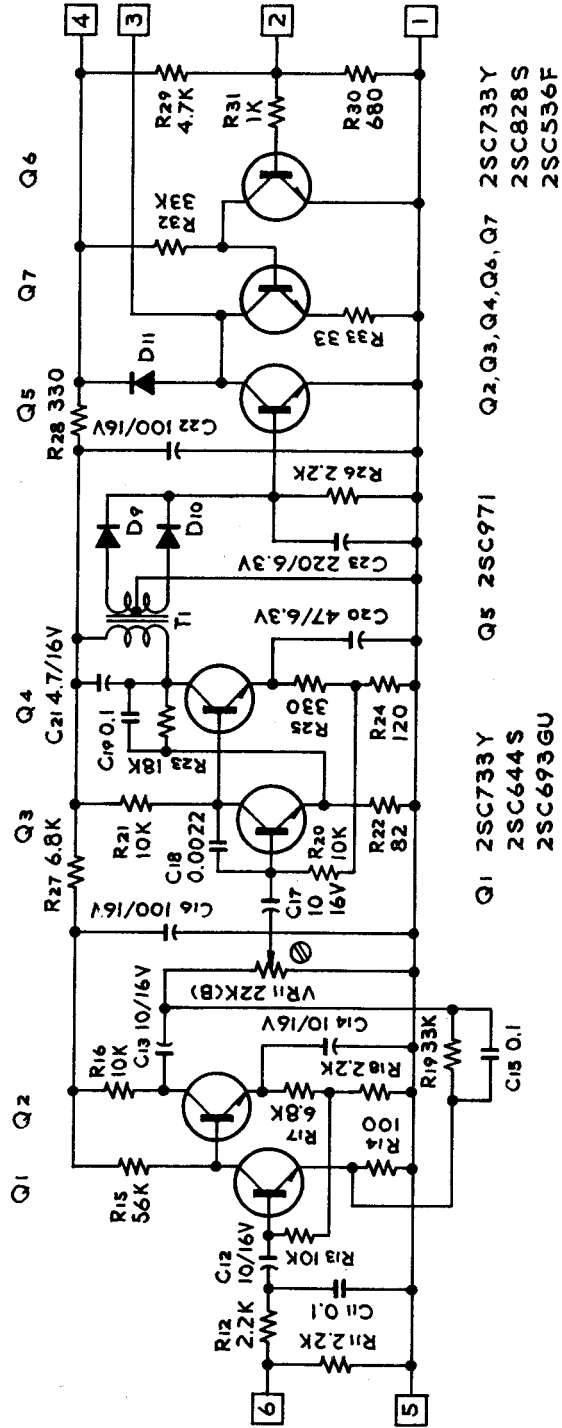 Q1
Q2
Q3
Q4
Q5
Q7
Q6
6
5
4
3
2
1
R11 2.2K
R12 2.2K
C11 0.1
C12 10/16V
R13 10K
R14 100
R15 56K
R16 10K
R17 6.8K
R18 2.2K
C13 10/16V
C14 10/16V
R19 33K
C15 0.1
VR11 22K(B)
C16 100/16V
R27 6.8K
C17 10 16V
C18 0.0022
R20 10K
R21 10K
R22 82
R23 18K
C19 0.1
C21 4.7/16V
R25 330
R24 120
C20 47/6.3V
T1
D9
D10
C23 220/6.3V
R26 2.2K
C22 100/16V
R28 330
D11
R33 33
R32 33K
R31 1K
R29 4.7K
R30 680
Q1 2SC733Y
2SC644S
2SC693GU
Q5 2SC971
Q2, Q3, Q4, Q6, Q7 2SC733Y
2SC828S
2SC536F